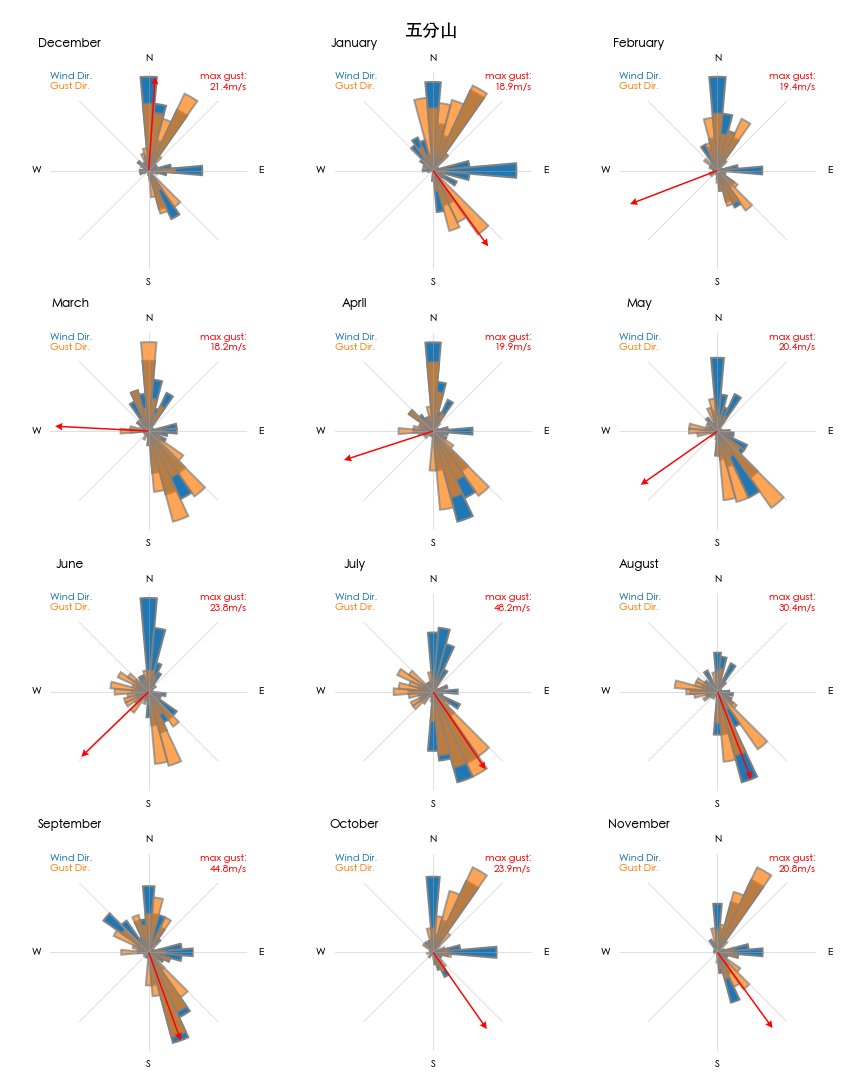 五分山
December
N
Wind Dir.
Gust Dir.
max gust:
21.4m/s
W
E
S
January
N
Wind Dir.
Gust Dir.
max gust:
18.9m/s
W
E
S
February
N
Wind Dir.
Gust Dir.
max gust:
19.4m/s
W
E
S
March
N
Wind Dir.
Gust Dir.
max gust:
18.2m/s
W
E
S
April
N
Wind Dir.
Gust Dir.
max gust:
19.9m/s
W
E
S
May
N
Wind Dir.
Gust Dir.
max gust:
20.4m/s
W
E
S
June
N
Wind Dir.
Gust Dir.
max gust:
23.8m/s
W
E
S
July
N
Wind Dir.
Gust Dir.
max gust:
48.2m/s
W
E
S
August
N
Wind Dir.
Gust Dir.
max gust:
30.4m/s
W
E
S
September
N
Wind Dir.
Gust Dir.
max gust:
44.8m/s
W
E
S
October
N
Wind Dir.
Gust Dir.
max gust:
23.9m/s
W
E
S
November
N
Wind Dir.
Gust Dir.
max gust:
20.8m/s
W
E
S